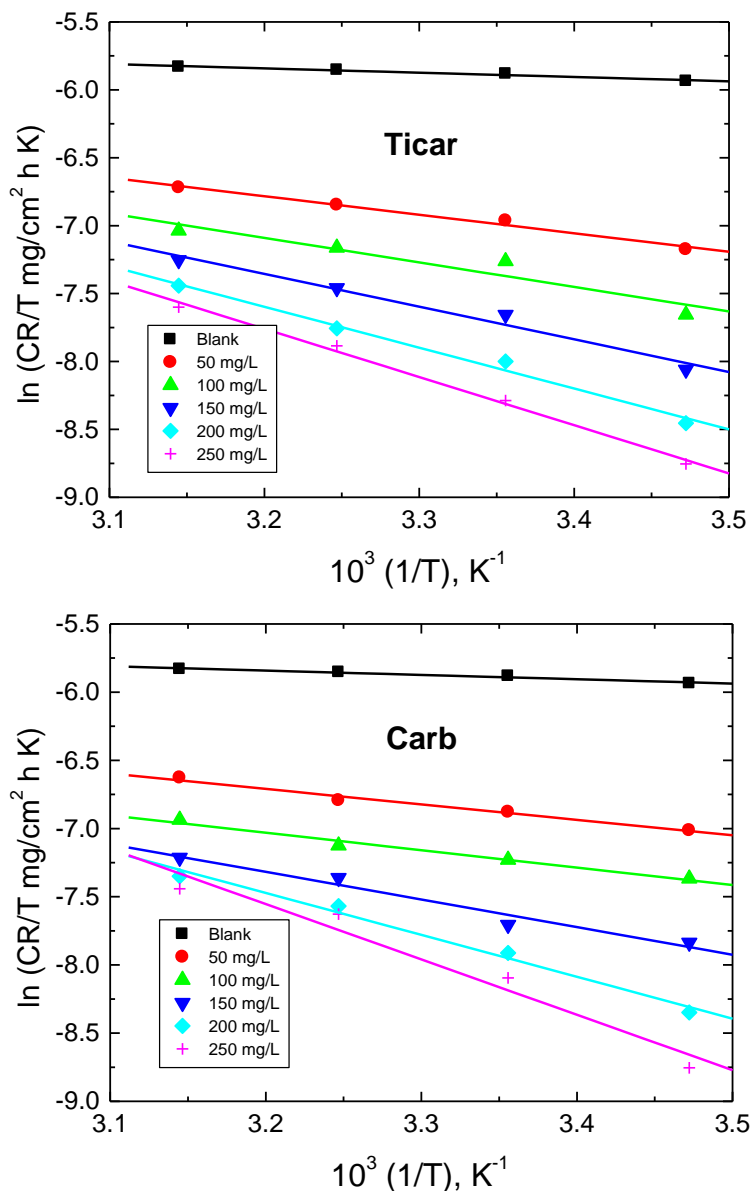 -5.5
-6.0
-6.5
-7.0
-7.5
-8.0
-8.5
-9.0
ln (CR/T mg/cm² h K)
Ticar
Blank
50 mg/L
100 mg/L
150 mg/L
200 mg/L
250 mg/L
3.1 3.2 3.3 3.4 3.5
10³ (1/T), K⁻¹
-5.5
-6.0
-6.5
-7.0
-7.5
-8.0
-8.5
-9.0
ln (CR/T mg/cm² h K)
Carb
Blank
50 mg/L
100 mg/L
150 mg/L
200 mg/L
250 mg/L
3.1 3.2 3.3 3.4 3.5
10³ (1/T), K⁻¹